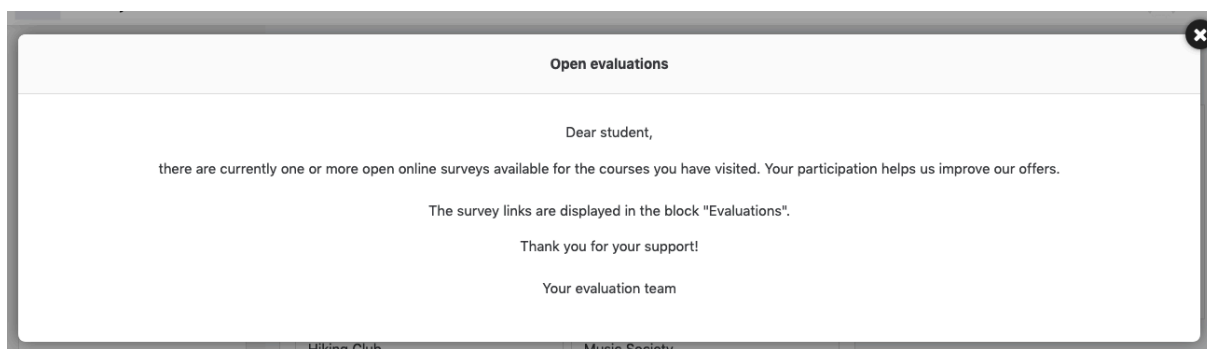 Open evaluations
Dear student,
there are currently one or more open online surveys available for the courses you have visited. Your participation helps us improve our offers.
The survey links are displayed in the block "Evaluations".
Thank you for your support!
Your evaluation team
Hiking Club
Music Society